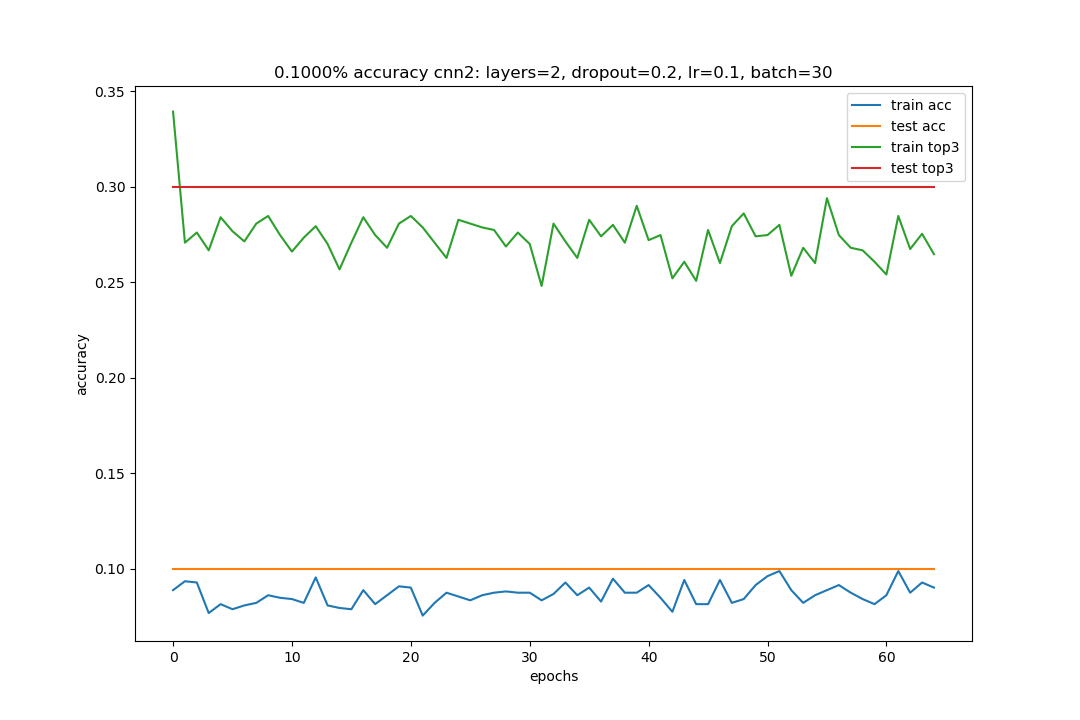 0.1000% accuracy cnn2: layers=2, dropout=0.2, lr=0.1, batch=30
0.35
0.30
0.25
0.20
0.15
0.10
accuracy
train acc
test acc
train top3
test top3
0 10 20 30 40 50 60
epochs